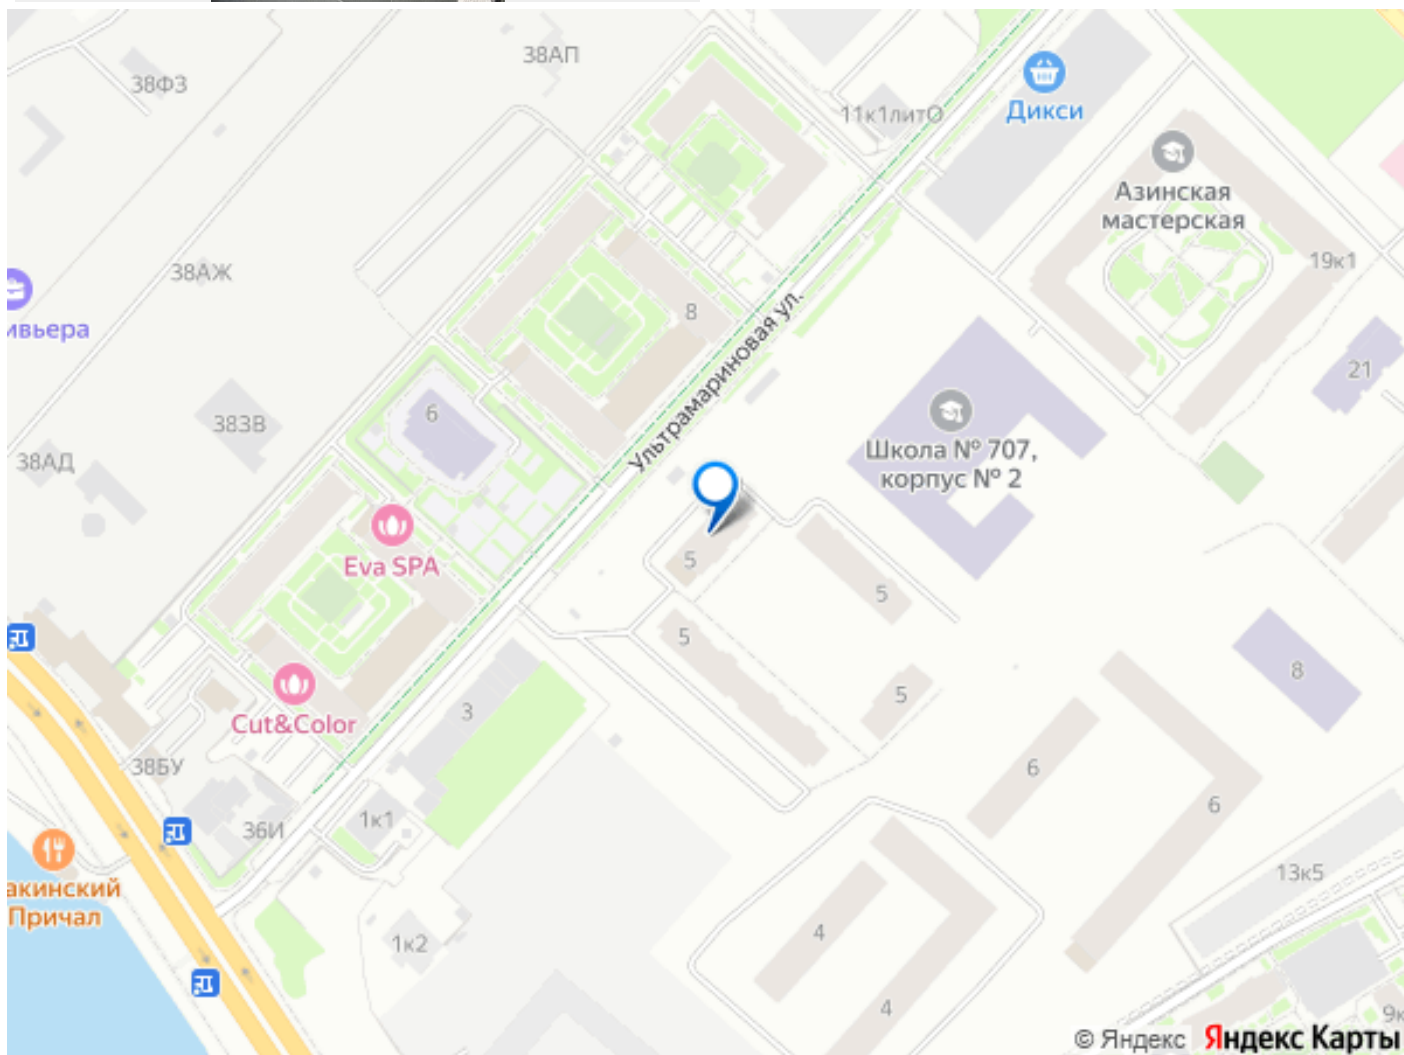 38АП
38ФЗ
Дикси
11к1литО
Азинская
мастерская
38АЖ
19к1
ивьера
8
Ультрамариновая ул.
21
6
38ЗВ
Школа № 707,
корпус № 2
38АД
Eva SPA
5
5
5
8
5
Cut&Color
3
38БУ
6
6
36И
1к1
акинский
Причал
13к5
4
1к2
4
9к
© Яндекс Яндекс Карты